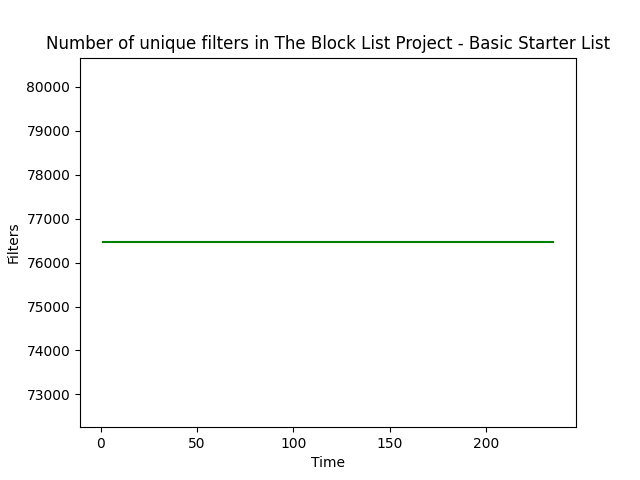 Number of unique filters in The Block List Project - Basic Starter List
80000
79000
78000
77000
76000
75000
74000
73000
Filters
0 50 100 150 200
Time